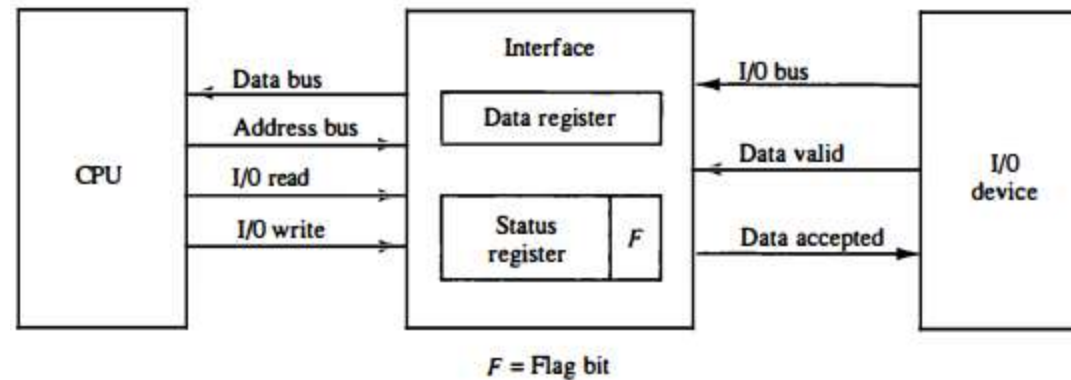 Interface
Data bus
I/0 bus
Data register
Address bus
Data valid
CPU
I/0 read
I/0
device
I/0 write
Status
register
F
Data accepted
F = Flag bit